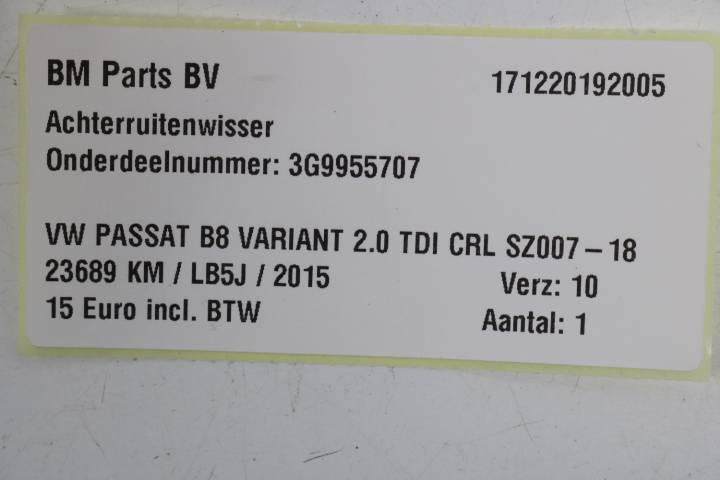 BM Parts BV 171220192005
Achterruitenwisser
Onderdeelnummer: 3G9955707
VW PASSAT B8 VARIANT 2.0 TDI CRL SZ007 – 18
23689 KM / LB5J / 2015 Verz: 10
15 Euro incl. BTW Aantal: 1